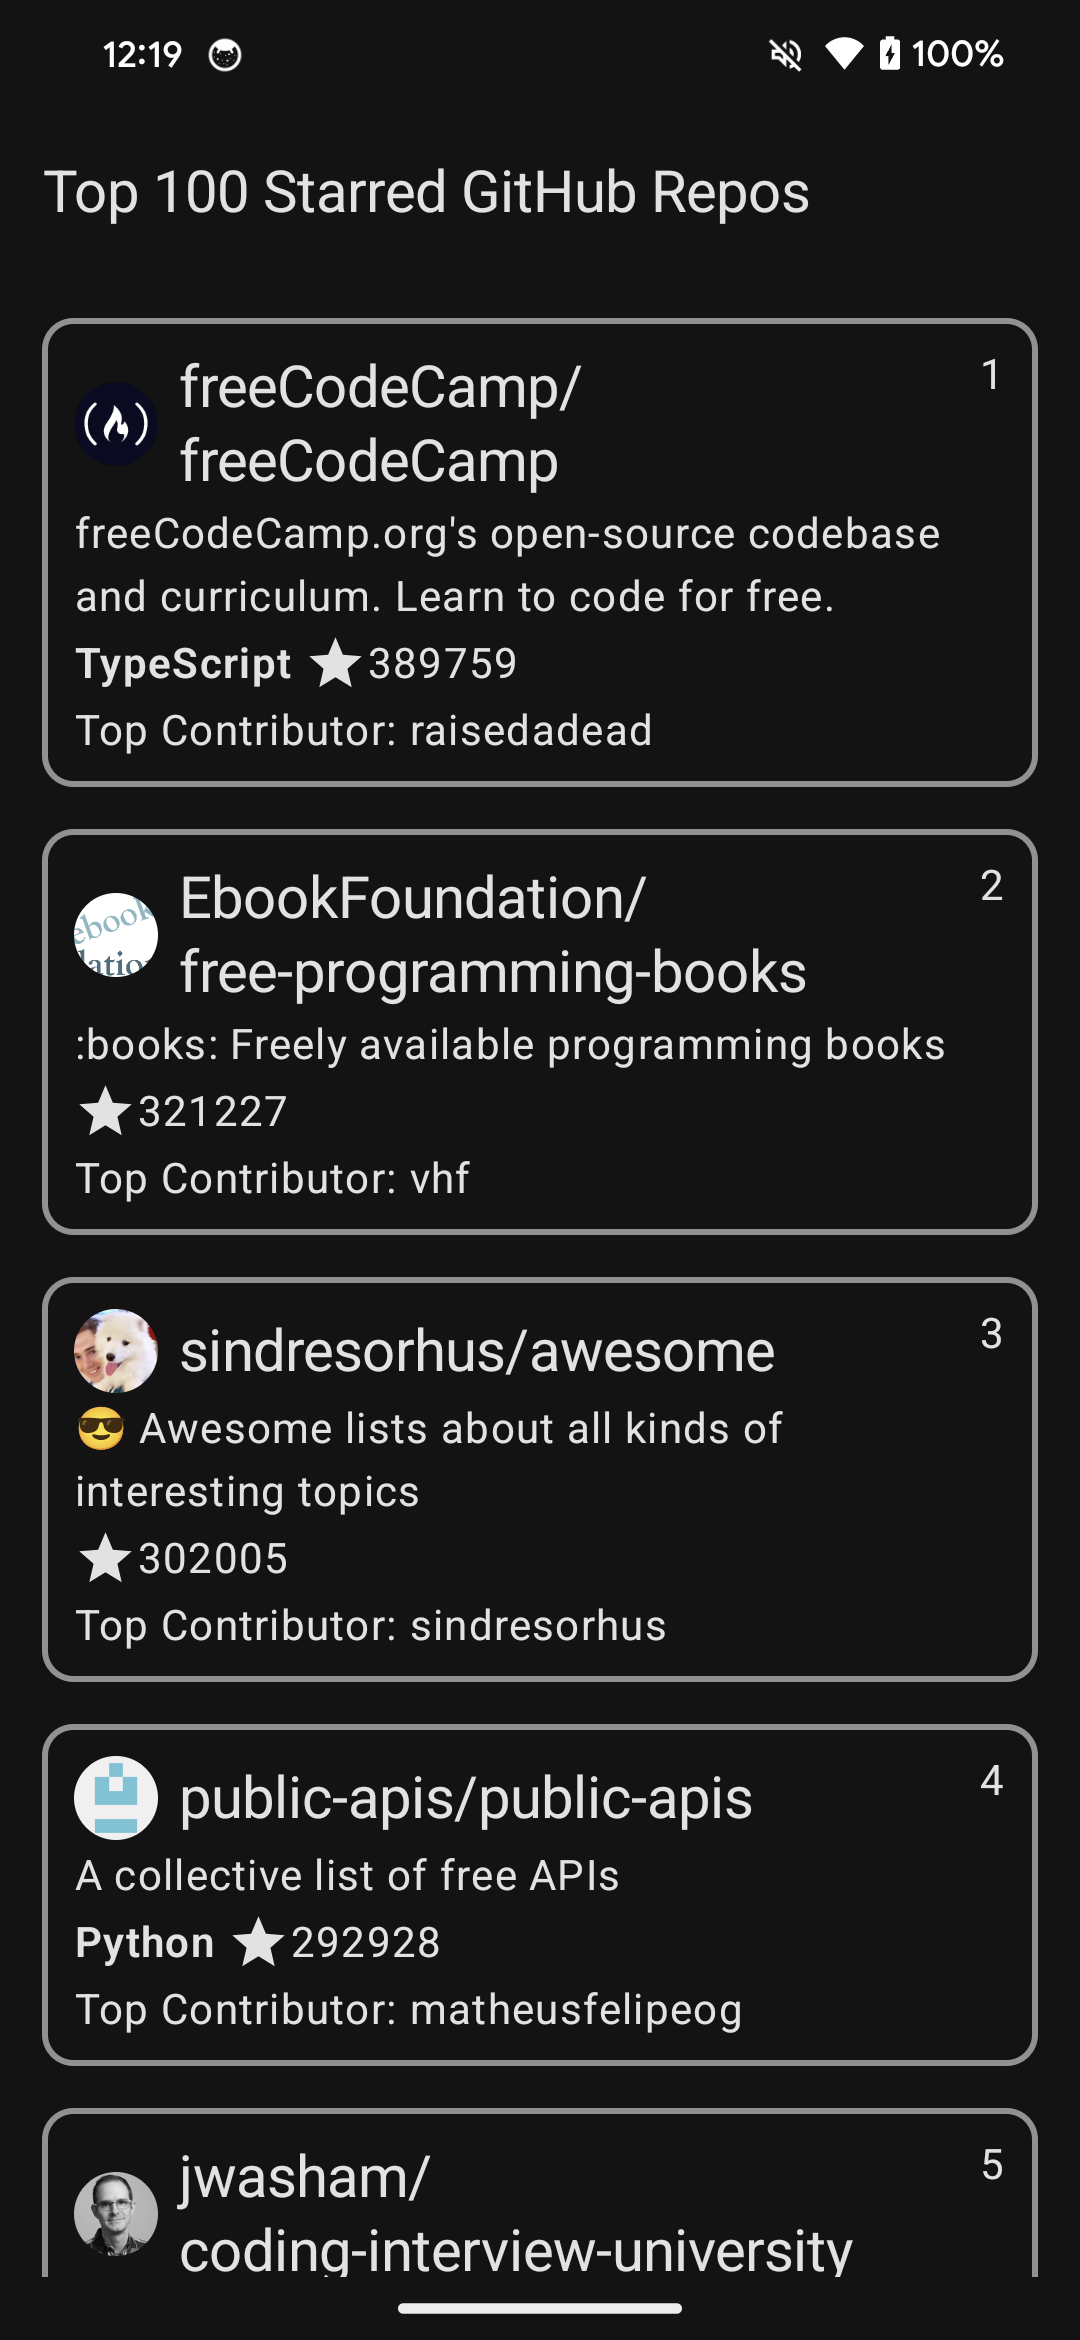 12:19
100%
Top 100 Starred GitHub Repos
freeCodeCamp/
freeCodeCamp
1
freeCodeCamp.org's open-source codebase
and curriculum. Learn to code for free.
TypeScript ★389759
Top Contributor: raisedadead
EbookFoundation/
free-programming-books
2
ebook
dation
:books: Freely available programming books
★321227
Top Contributor: vhf
sindresorhus/awesome
3
😎 Awesome lists about all kinds of
interesting topics
★302005
Top Contributor: sindresorhus
public-apis/public-apis
4
A collective list of free APIs
Python ★292928
Top Contributor: matheusfelipeog
jwasham/
coding-interview-university
5